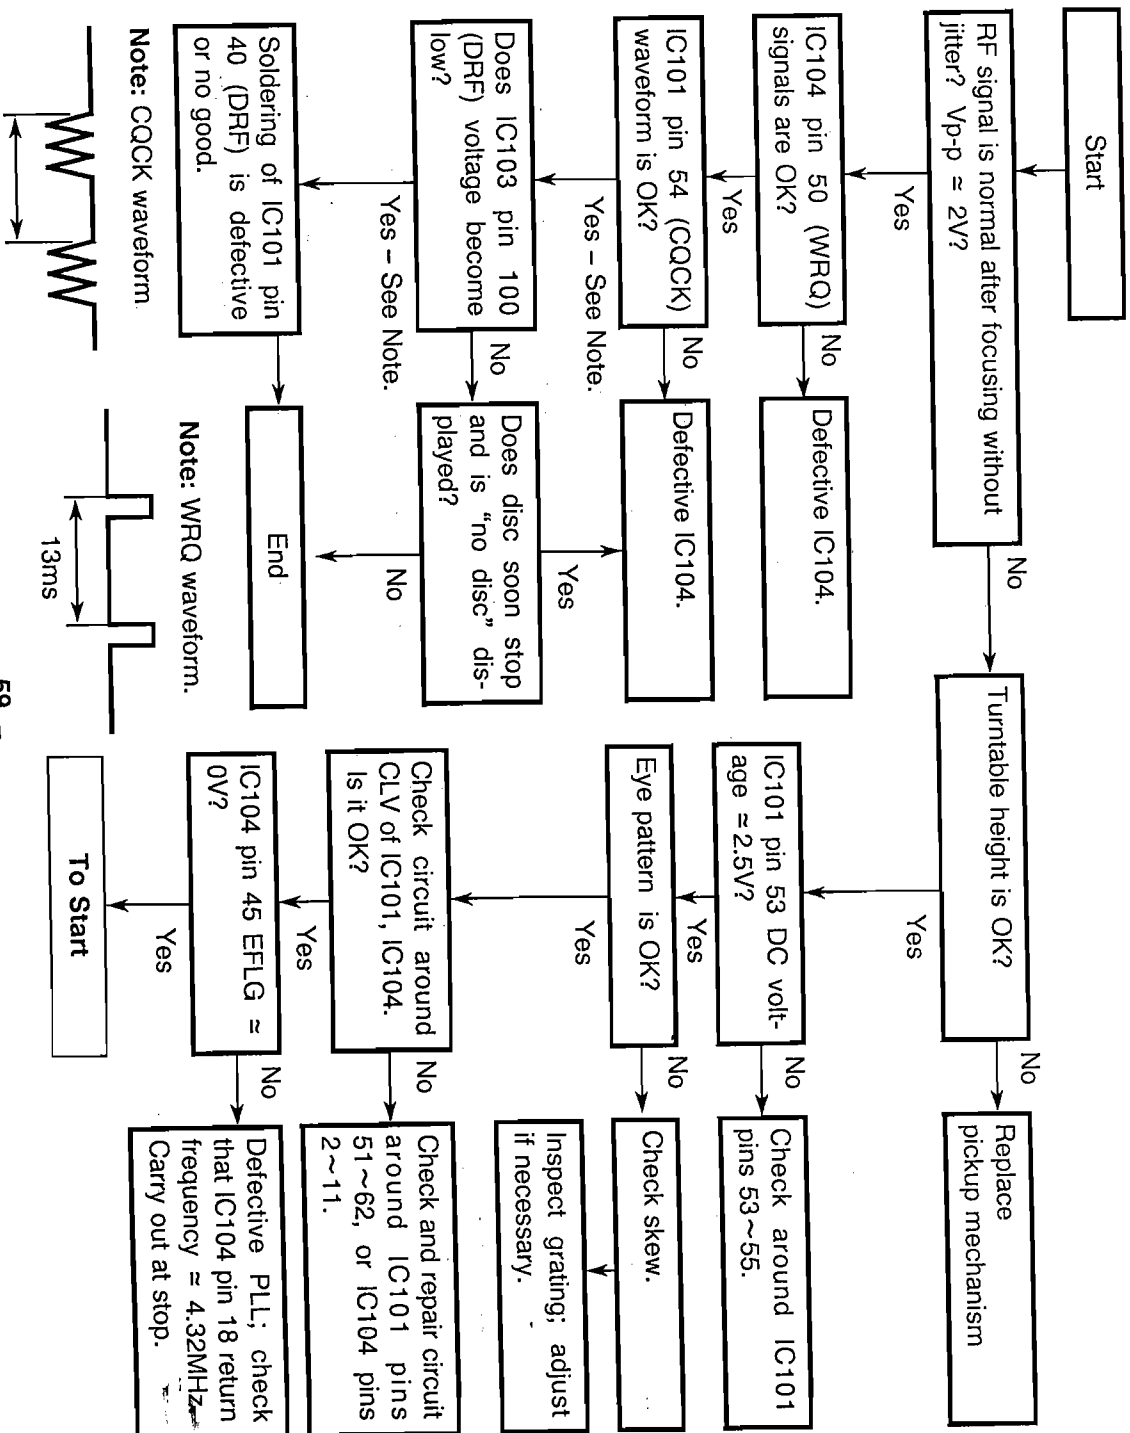 Start
RF signal is normal after focusing without
jitter? Vp-p ≃ 2V?
No
Yes
Turntable height is OK?
No
Yes
Replace
pickup mechanism
IC104 pin 50 (WRQ)
signals are OK?
No
Yes
Defective IC104.
IC101 pin 53 DC volt-
age ≃ 2.5V?
No
Yes
Check around IC101
pins 53~55.
IC101 pin 54 (CQCK)
waveform is OK?
No
Yes – See Note.
Defective IC104.
Yes
Eye pattern is OK?
No
Yes
Check skew.
Inspect grating; adjust
if necessary.
Does IC103 pin 100
(DRF) voltage become
low?
No
Yes – See Note.
Does disc soon stop
and is "no disc" dis-
played?
No
Check circuit around
CLV of IC101, IC104.
Is it OK?
No
Yes
Check and repair circuit
around IC101 pins
51~62, or IC104 pins
2~11.
Soldering of IC101 pin
40 (DRF) is defective
or no good.
End
IC104 pin 45 EFLG ≃
0V?
No
Yes
Defective PLL; check
that IC104 pin 18 return
frequency ≃ 4.32MHz
Carry out at stop.
Note: CQCK waveform.
Note: WRQ waveform.
13ms
To Start
59